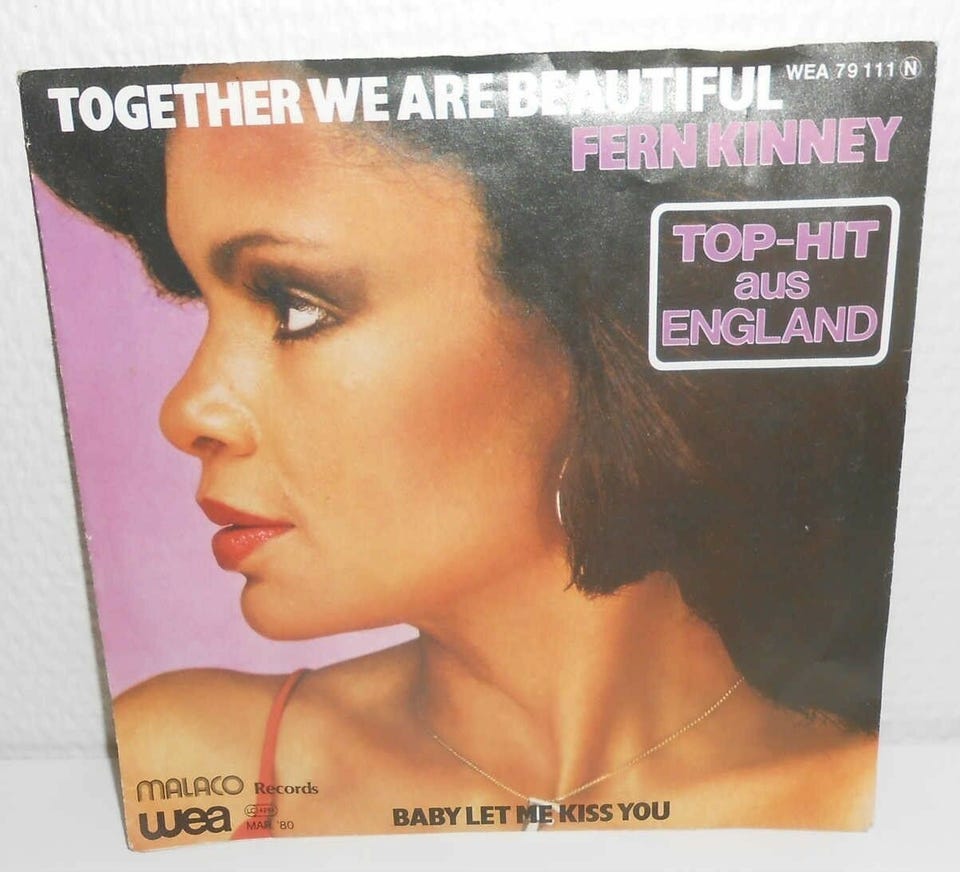 TOGETHER WE ARE BEAUTIFUL
WEA 79 111 N
FERN KINNEY
TOP-HIT
aus
ENGLAND
MALACO Records
wea
MAR. '80
BABY LET ME KISS YOU